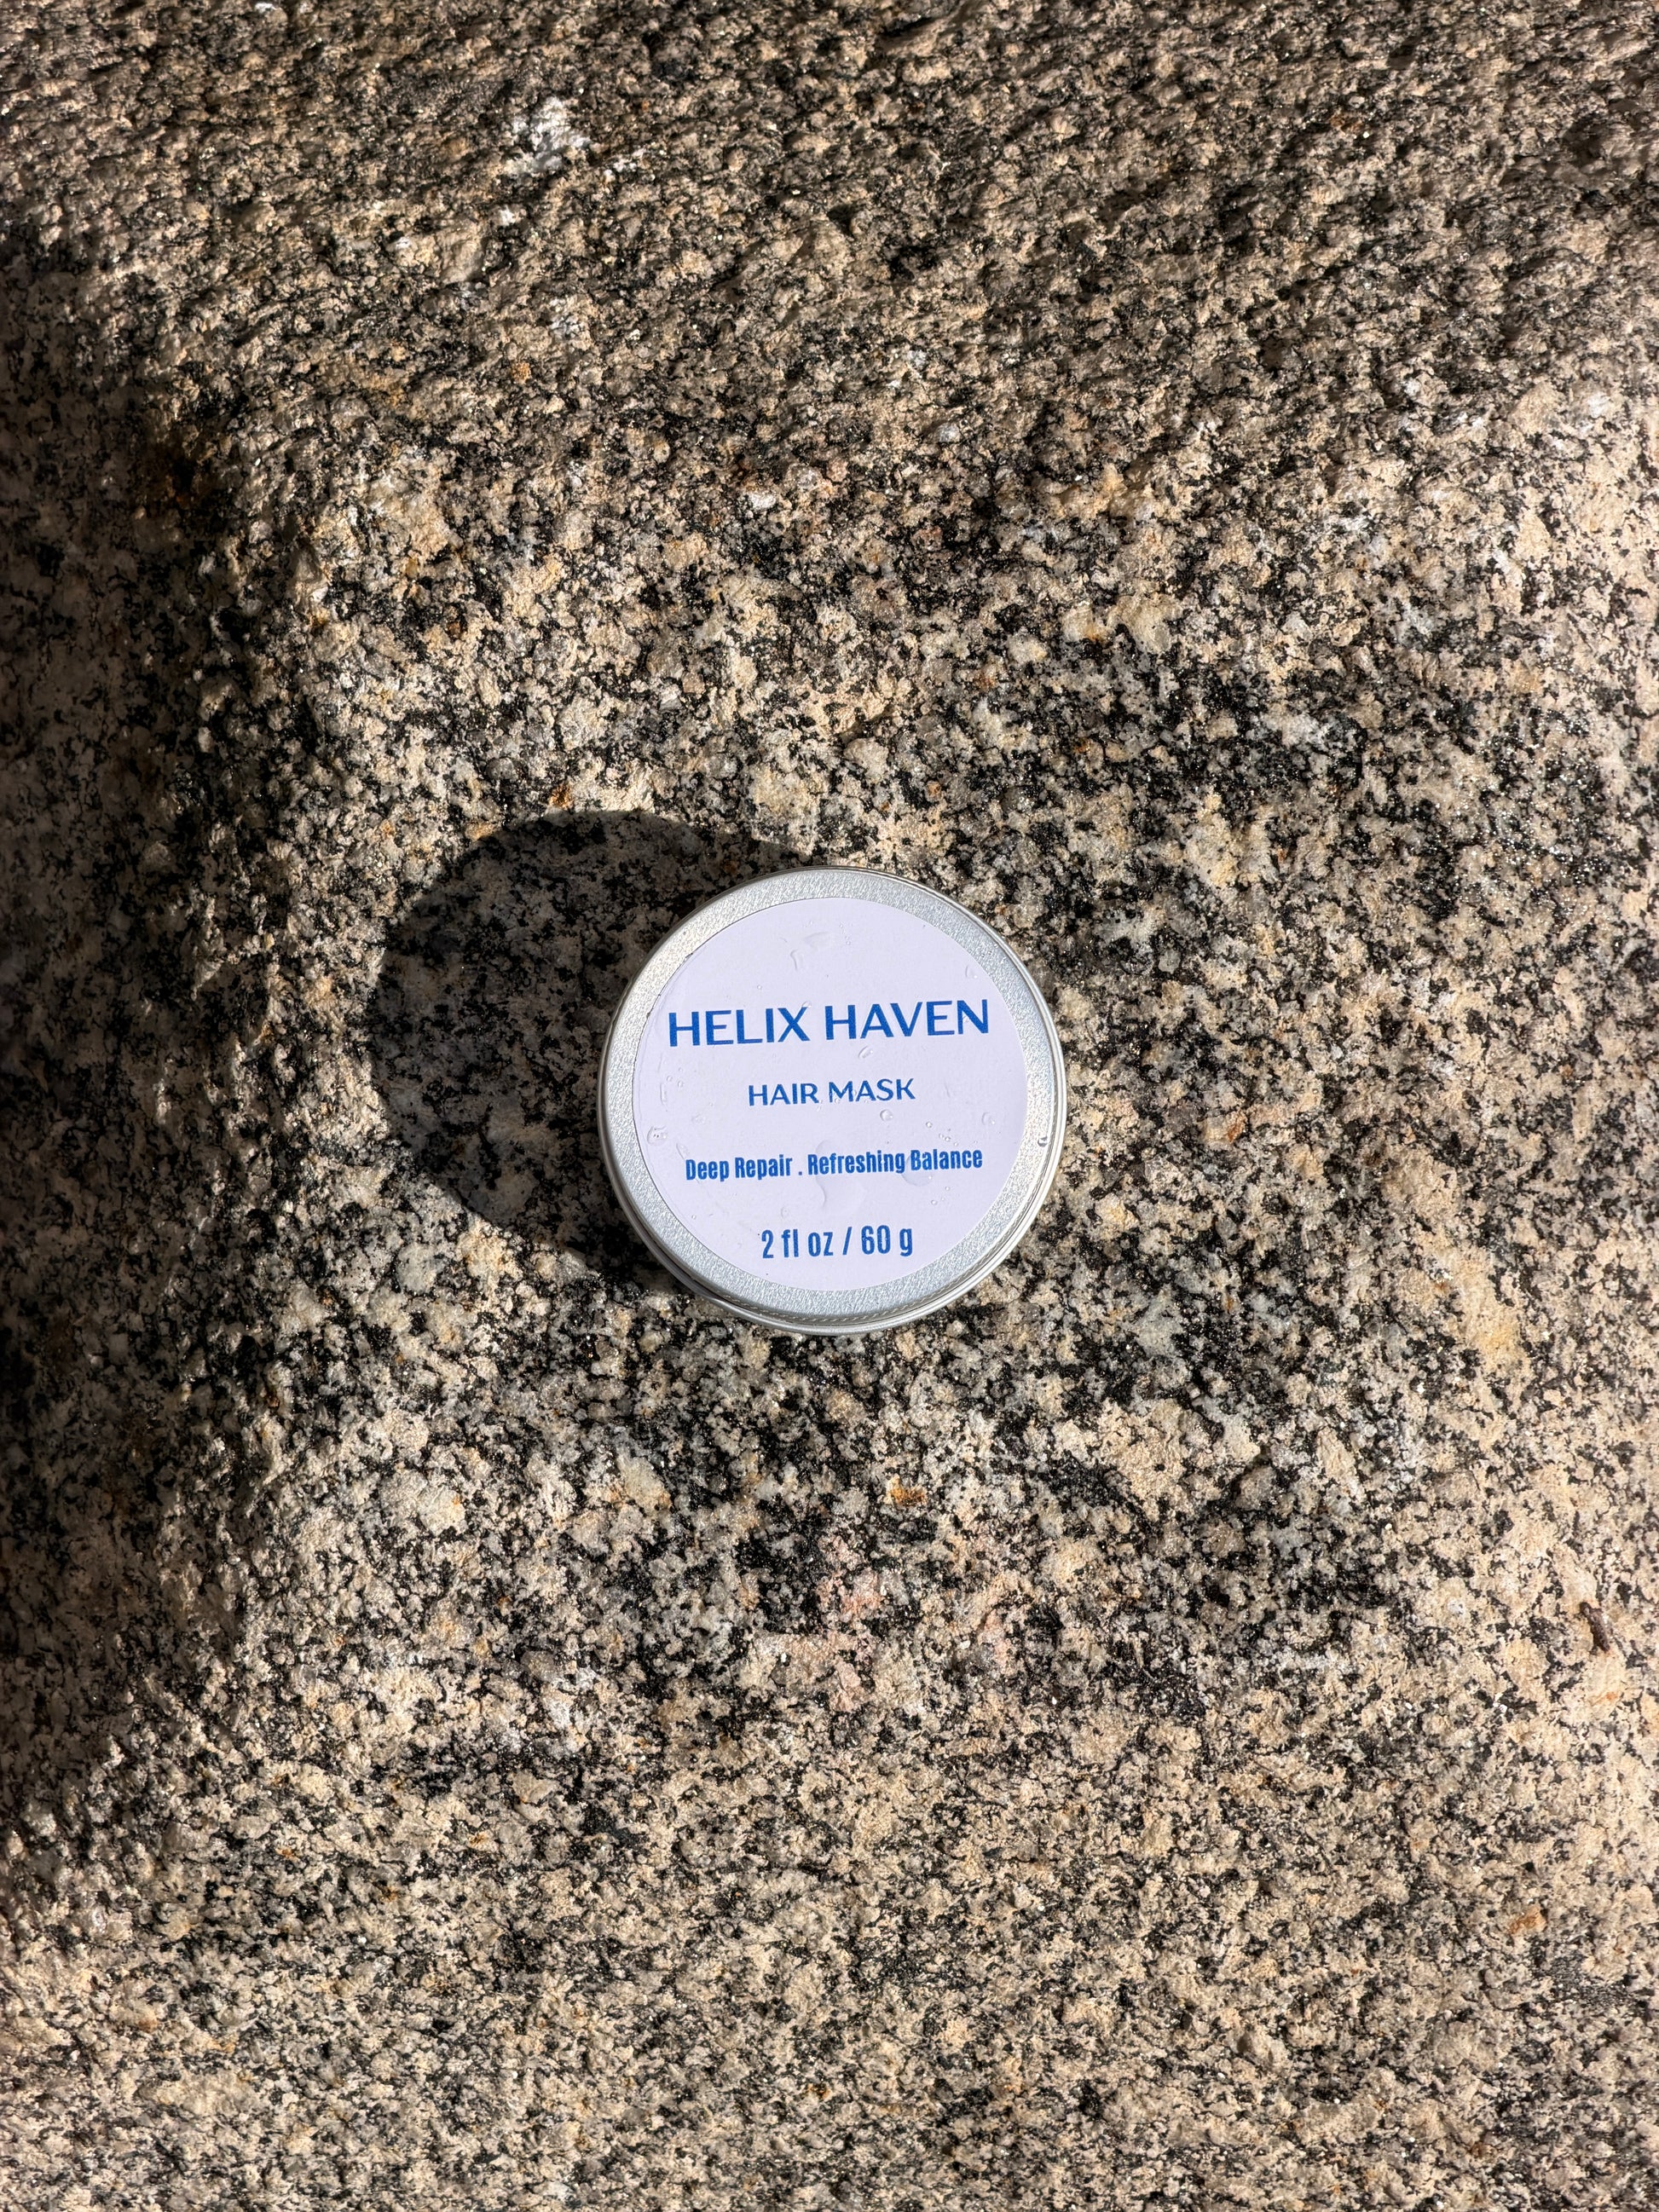 HELIX HAVEN
HAIR MASK
Deep Repair . Refreshing Balance
2 fl oz / 60 g